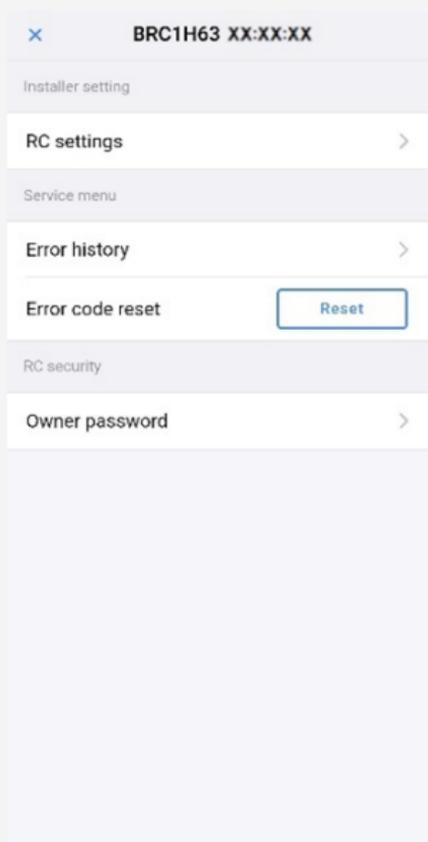 × BRC1H63 XX:XX:XX
Installer setting
RC settings
Service menu
Error history
Error code reset Reset
RC security
Owner password